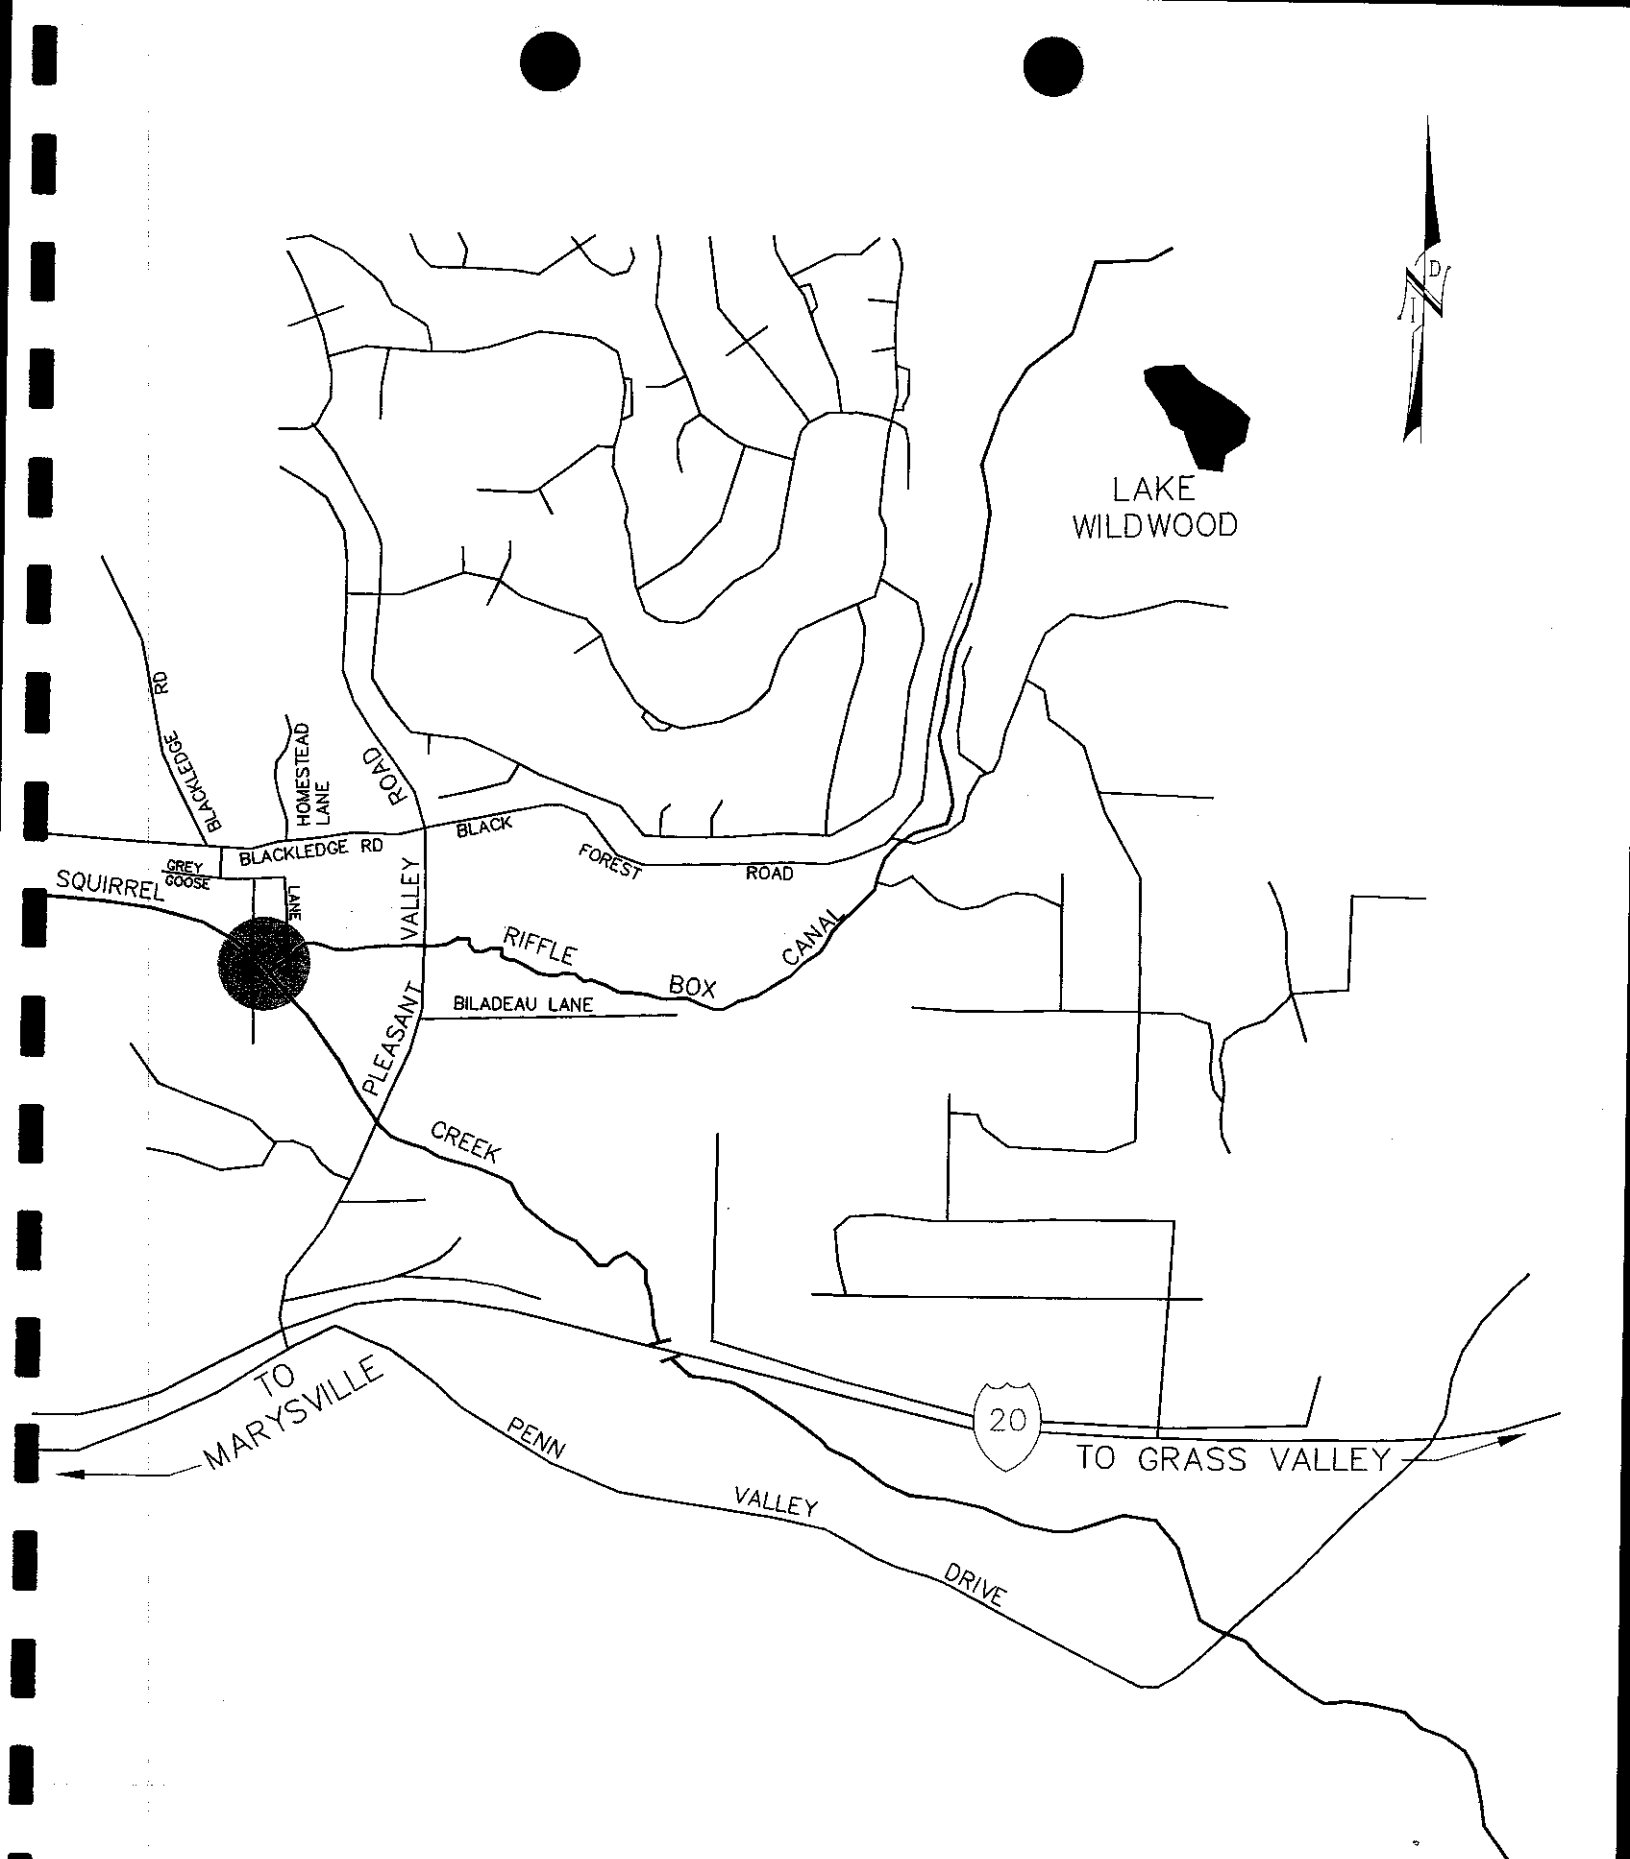 D
N
I
LAKE
WILDWOOD
BLACKLEDGE RD
HOMESTEAD
LANE
BLACKLEDGE RD
GREY
GOOSE
LANE
PLEASANT VALLEY ROAD
BLACK FOREST ROAD
SQUIRREL CREEK
RIFFLE BOX CANAL
BILADEAU LANE
TO
MARYSVILLE
PENN VALLEY DRIVE
20
TO GRASS VALLEY